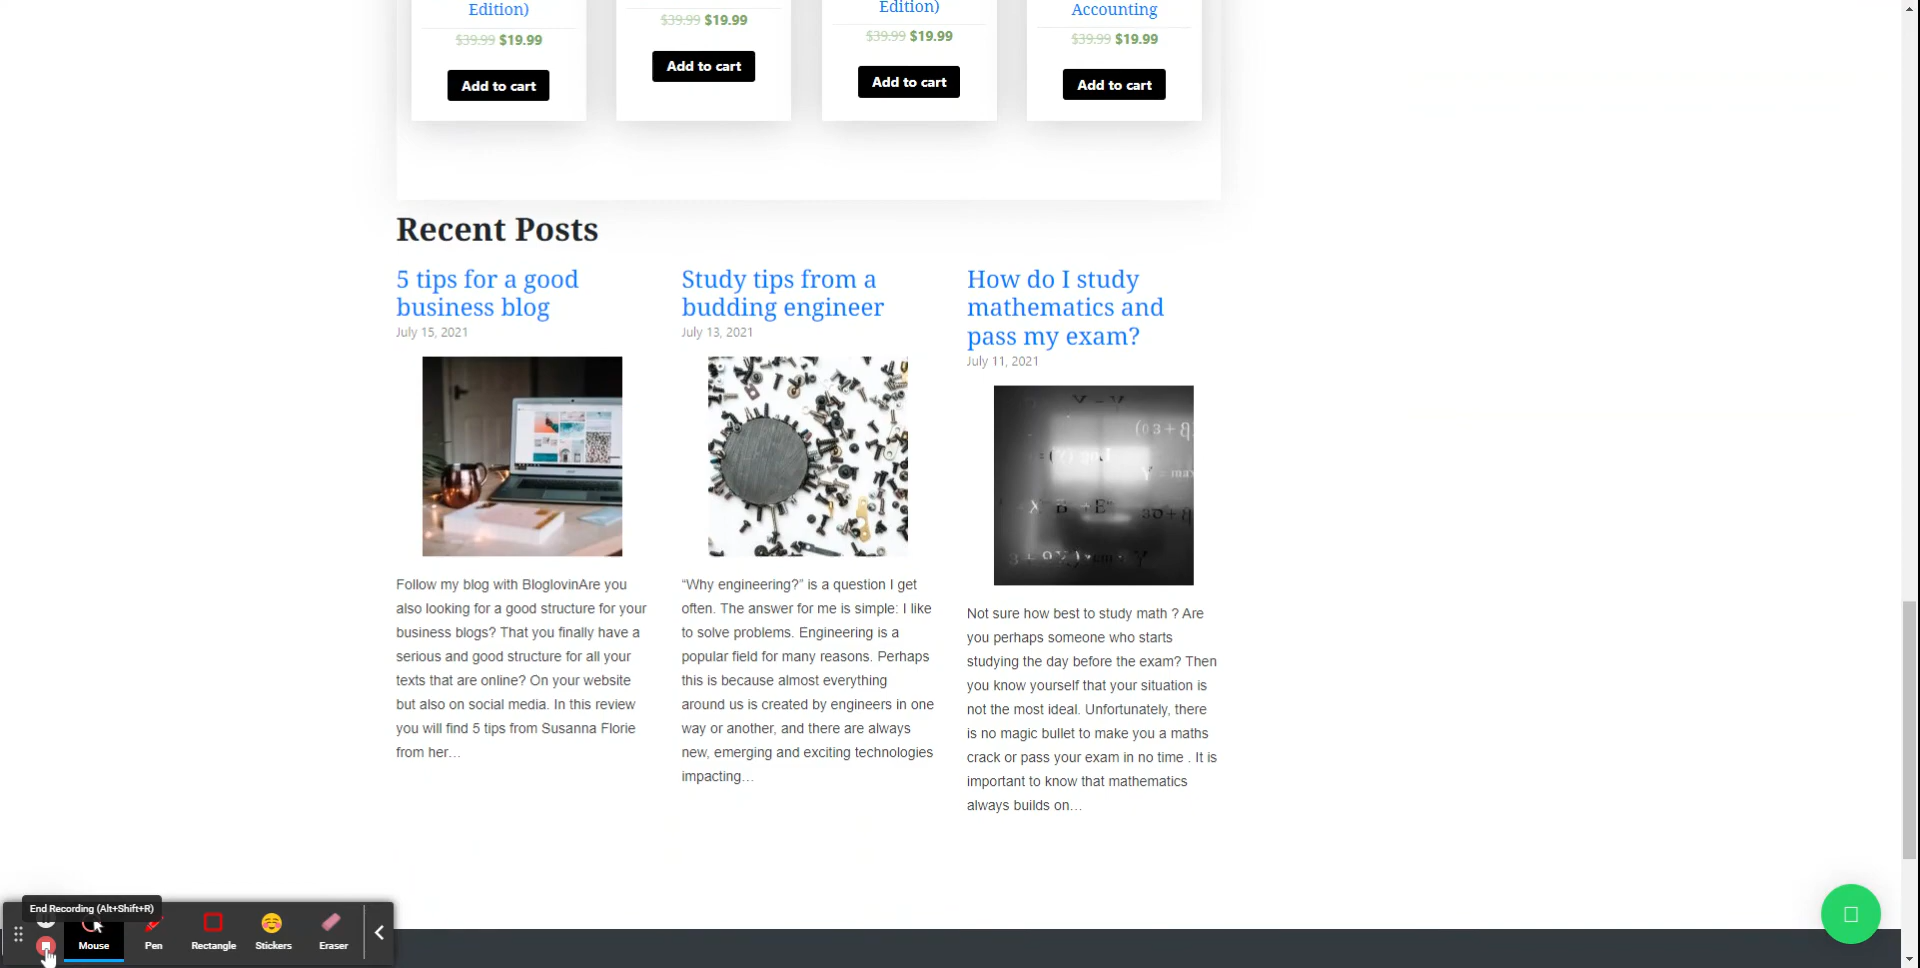 Edition)
$39.99 $19.99
Add to cart
$39.99 $19.99
Add to cart
Edition)
$39.99 $19.99
Add to cart
Accounting
$39.99 $19.99
Add to cart
Recent Posts
5 tips for a good
business blog
July 15, 2021
Follow my blog with BloglovinAre you
also looking for a good structure for your
business blogs? That you finally have a
serious and good structure for all your
texts that are online? On your website
but also on social media. In this review
you will find 5 tips from Susanna Florie
from her…
Study tips from a
budding engineer
July 13, 2021
“Why engineering?” is a question I get
often. The answer for me is simple: I like
to solve problems. Engineering is a
popular field for many reasons. Perhaps
this is because almost everything
around us is created by engineers in one
way or another, and there are always
new, emerging and exciting technologies
impacting…
How do I study
mathematics and
pass my exam?
July 11, 2021
Not sure how best to study math ? Are
you perhaps someone who starts
studying the day before the exam? Then
you know yourself that your situation is
not the most ideal. Unfortunately, there
is no magic bullet to make you a maths
crack or pass your exam in no time . It is
important to know that mathematics
always builds on…
End Recording (Alt+Shift+R)
Mouse
Pen
Rectangle
Stickers
Eraser